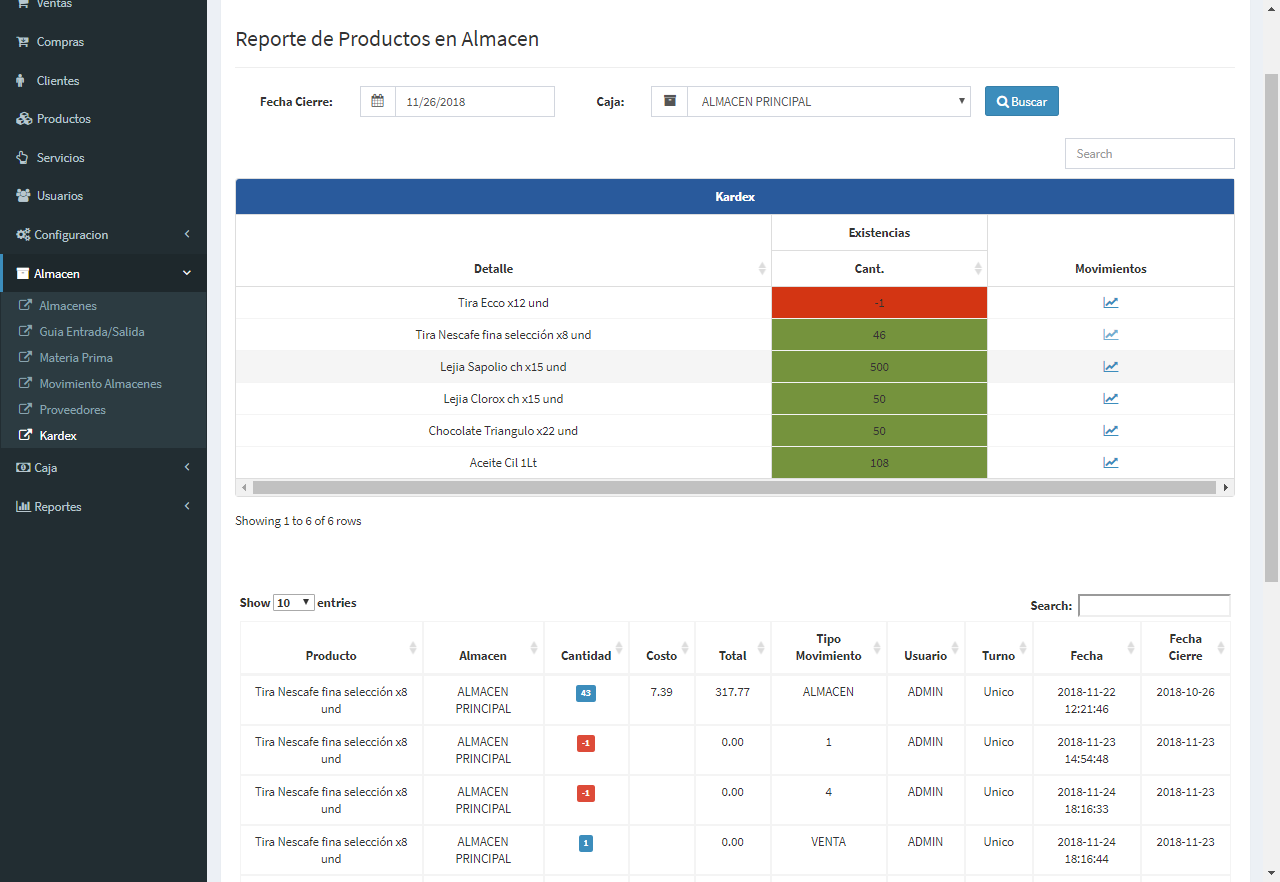 Ventas
Compras
Clientes
Productos
Servicios
Usuarios
Configuracion
Almacen
Almacenes
Guia Entrada/Salida
Materia Prima
Movimiento Almacenes
Proveedores
Kardex
Caja
Reportes
Reporte de Productos en Almacen
Fecha Cierre: 11/26/2018 Caja: ALMACEN PRINCIPAL Buscar
Search
Kardex
Existencias
Detalle Cant. Movimientos
Tira Ecco x12 und -1
Tira Nescafe fina selección x8 und 46
Lejia Sapolio ch x15 und 500
Lejia Clorox ch x15 und 50
Chocolate Triangulo x22 und 50
Aceite Cil 1Lt 108
Showing 1 to 6 of 6 rows
Show 10 entries Search:
Tipo Fecha
Producto Almacen Cantidad Costo Total Movimiento Usuario Turno Fecha Cierre
Tira Nescafe fina selección x8 ALMACEN 43 7.39 317.77 ALMACEN ADMIN Unico 2018-11-22 2018-10-26
und PRINCIPAL 12:21:46
Tira Nescafe fina selección x8 ALMACEN -1 0.00 1 ADMIN Unico 2018-11-23 2018-11-23
und PRINCIPAL 14:54:48
Tira Nescafe fina selección x8 ALMACEN -1 0.00 4 ADMIN Unico 2018-11-24 2018-11-23
und PRINCIPAL 18:16:33
Tira Nescafe fina selección x8 ALMACEN 1 0.00 VENTA ADMIN Unico 2018-11-24 2018-11-23
und PRINCIPAL 18:16:44